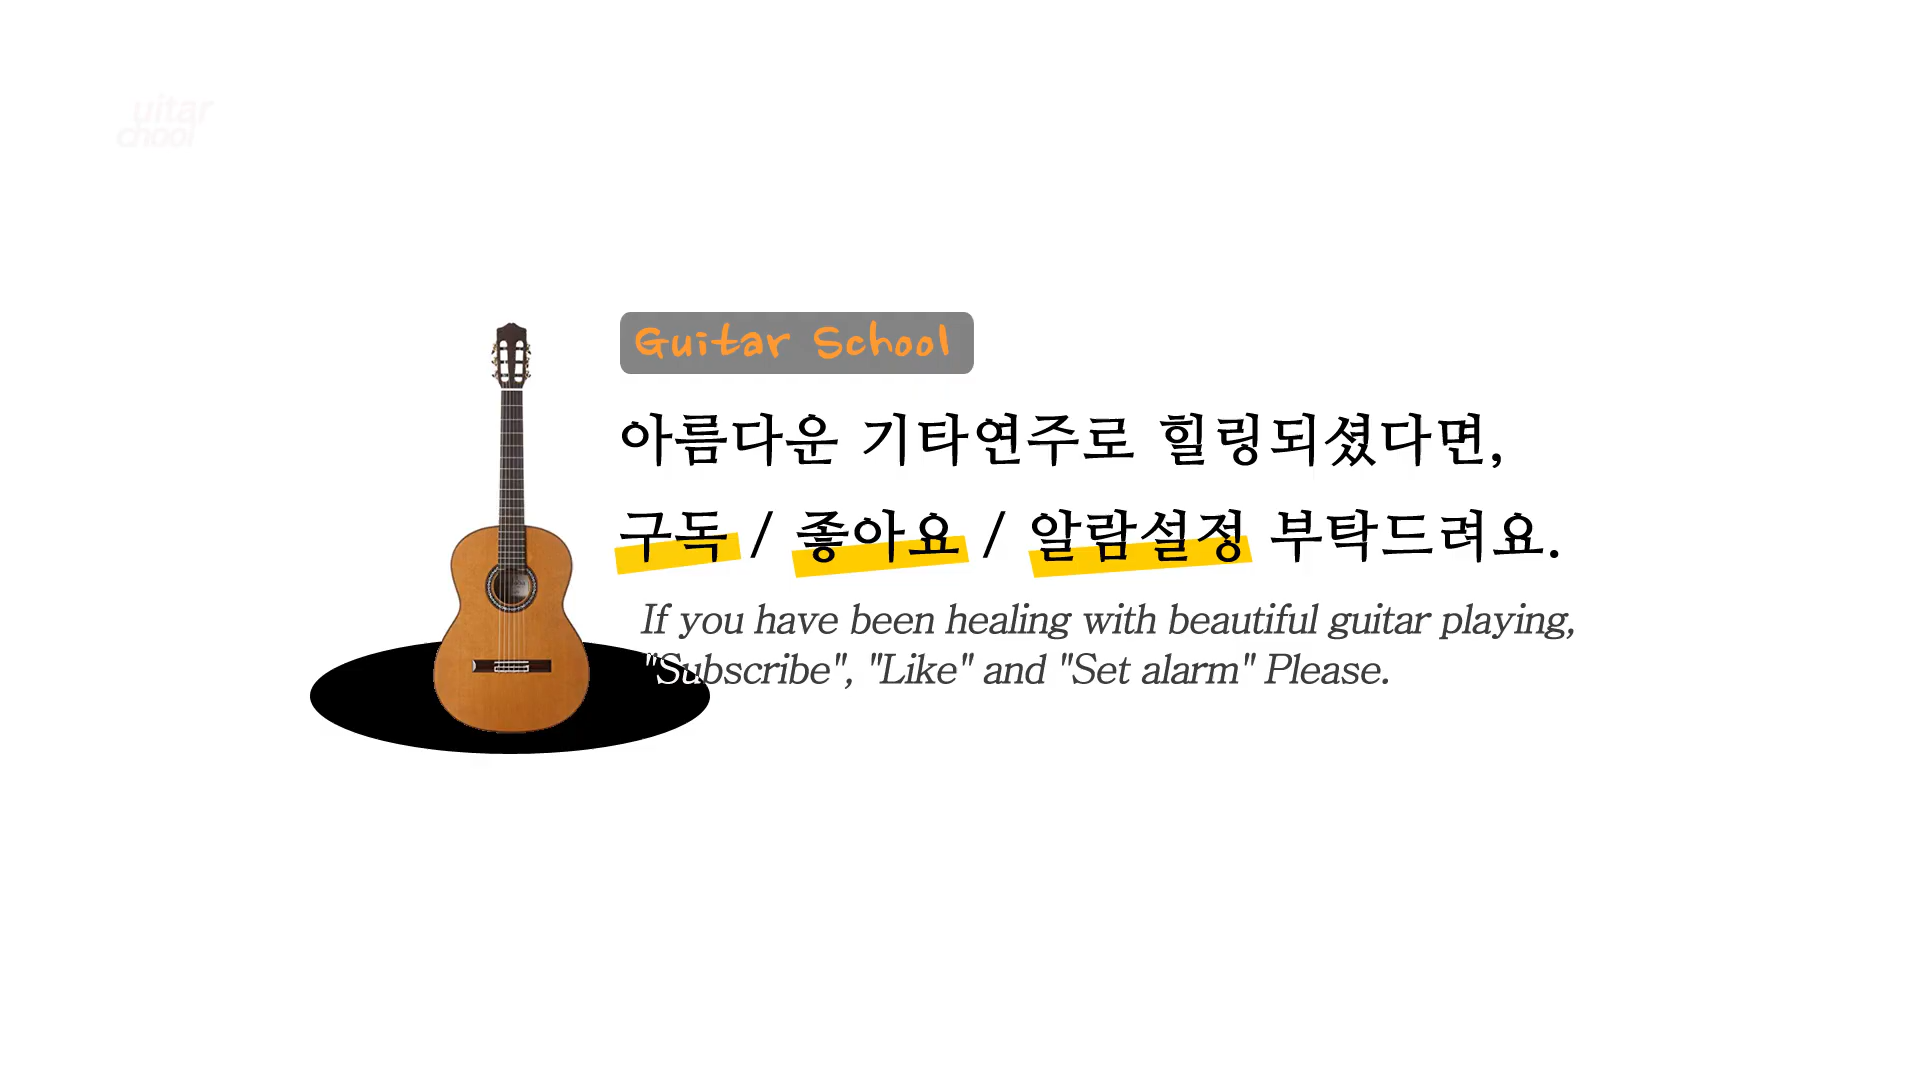 uitar
chool
Guitar School
아름다운 기타연주로 힐링되셨다면,
구독 / 좋아요 / 알람설정 부탁드려요.
If you have been healing with beautiful guitar playing,
"Subscribe", "Like" and "Set alarm" Please.